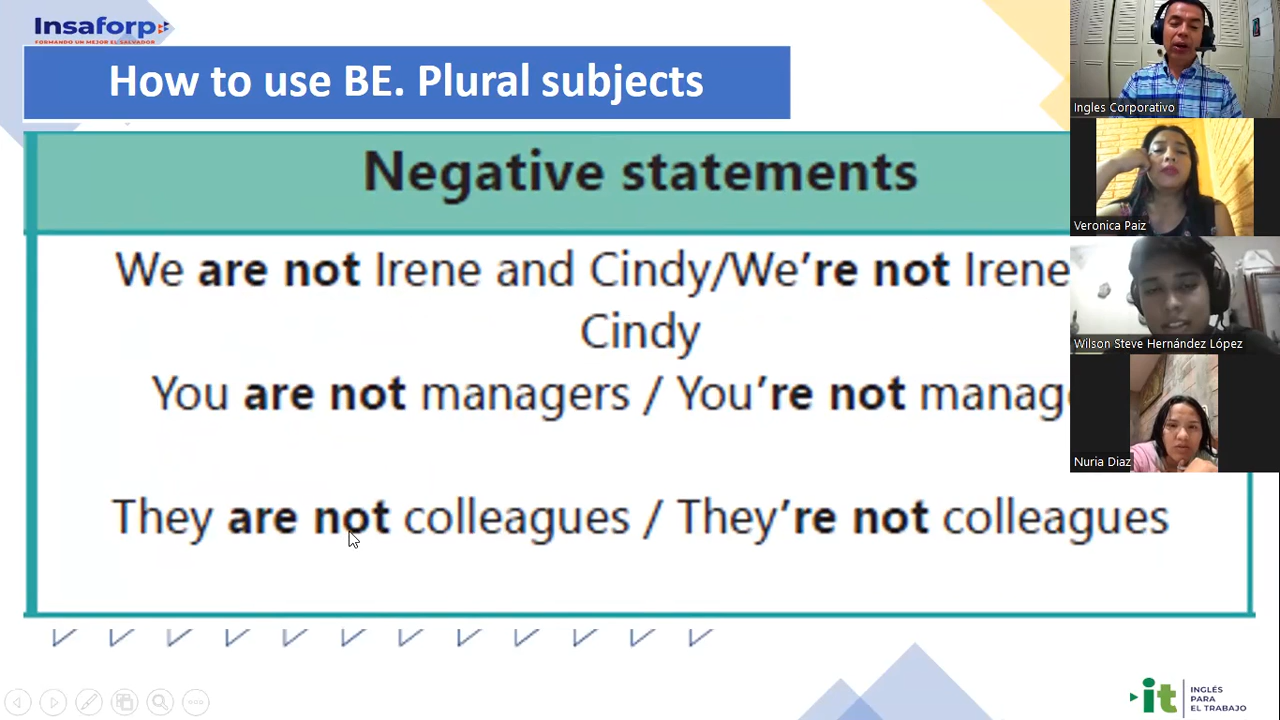 Insaforp
FORMANDO UN MEJOR EL SALVADOR
How to use BE. Plural subjects
Negative statements
We are not Irene and Cindy/We're not Irene
Cindy
You are not managers / You're not
They are not colleagues / They're not colleagues
Ingles Corporativo
Veronica Paiz
Wilson Steve Hernández López
Nuria Diaz
it
INGLÉS
PARA
EL TRABAJO